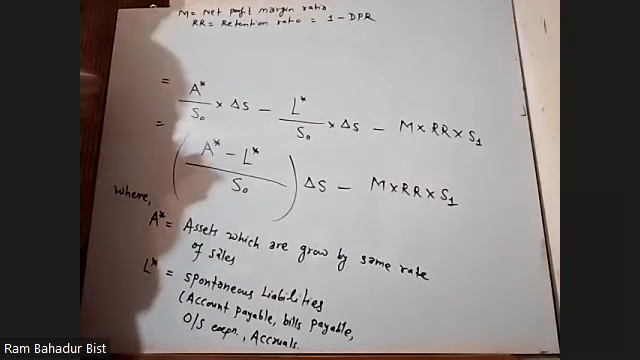 M = Net profit margin ratio
RR = Retention ratio = 1 - DPR
= A*/S₀ × ΔS - L*/S₀ × ΔS - M×RR×S₁
= (A* - L*/S₀) ΔS - M×RR×S₁
where,
A* = Assets which are grow by same rate
of sales
L* = spontaneous Liabilities
(Account payable, bills payable,
O/S expn., Accruals.
Ram Bahadur Bist